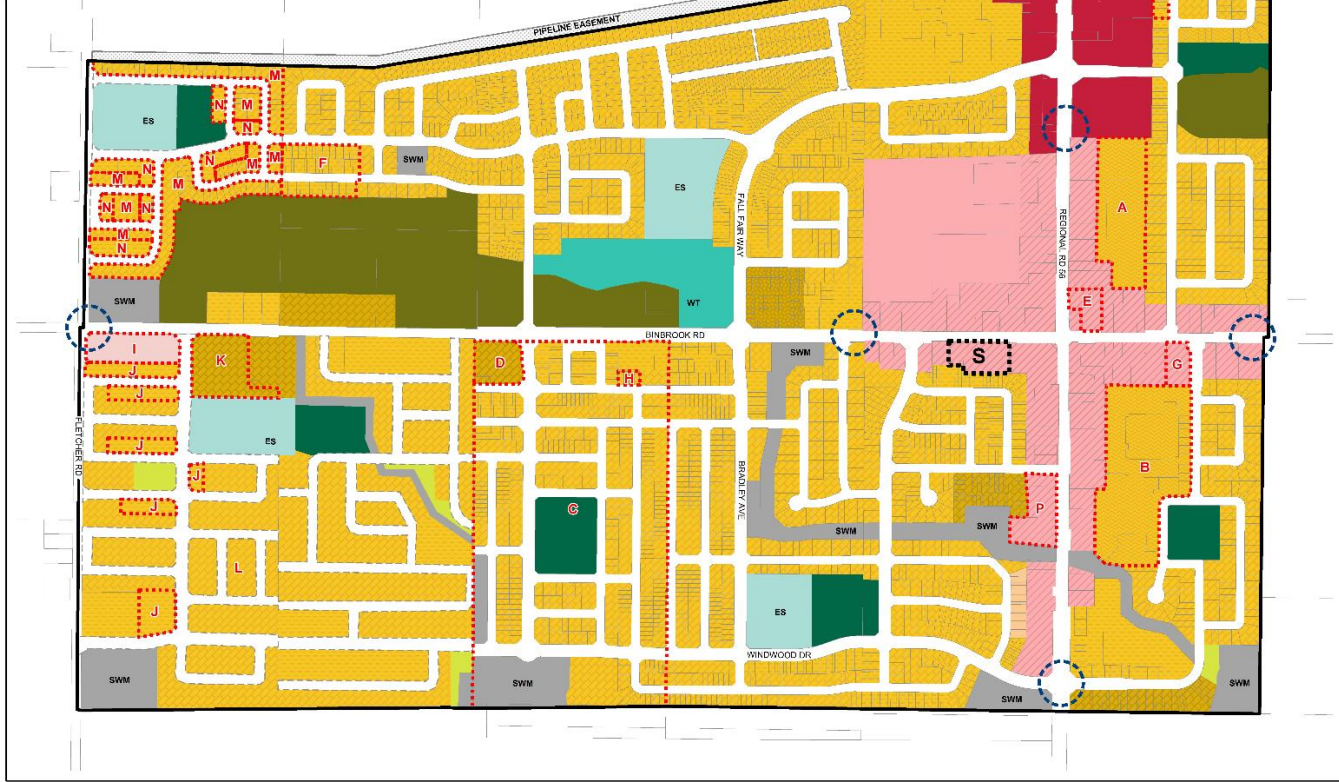 PIPELINE EASEMENT
M
ES
N
M
N
SWM
N
M
M
F
ES
M
N
M
N
M
N
M
N
A
FALL FAIR WAY
REGIONAL RD 56
SWM
WT
E
BINBROOK RD
I
J
K
D
H
SWM
S
G
J
FLETCHER RD
ES
J
J
J
C
BRADLEY AVE
B
P
SWM
SWM
L
J
ES
WINDWOOD DR
SWM
SWM
SWM
SWM